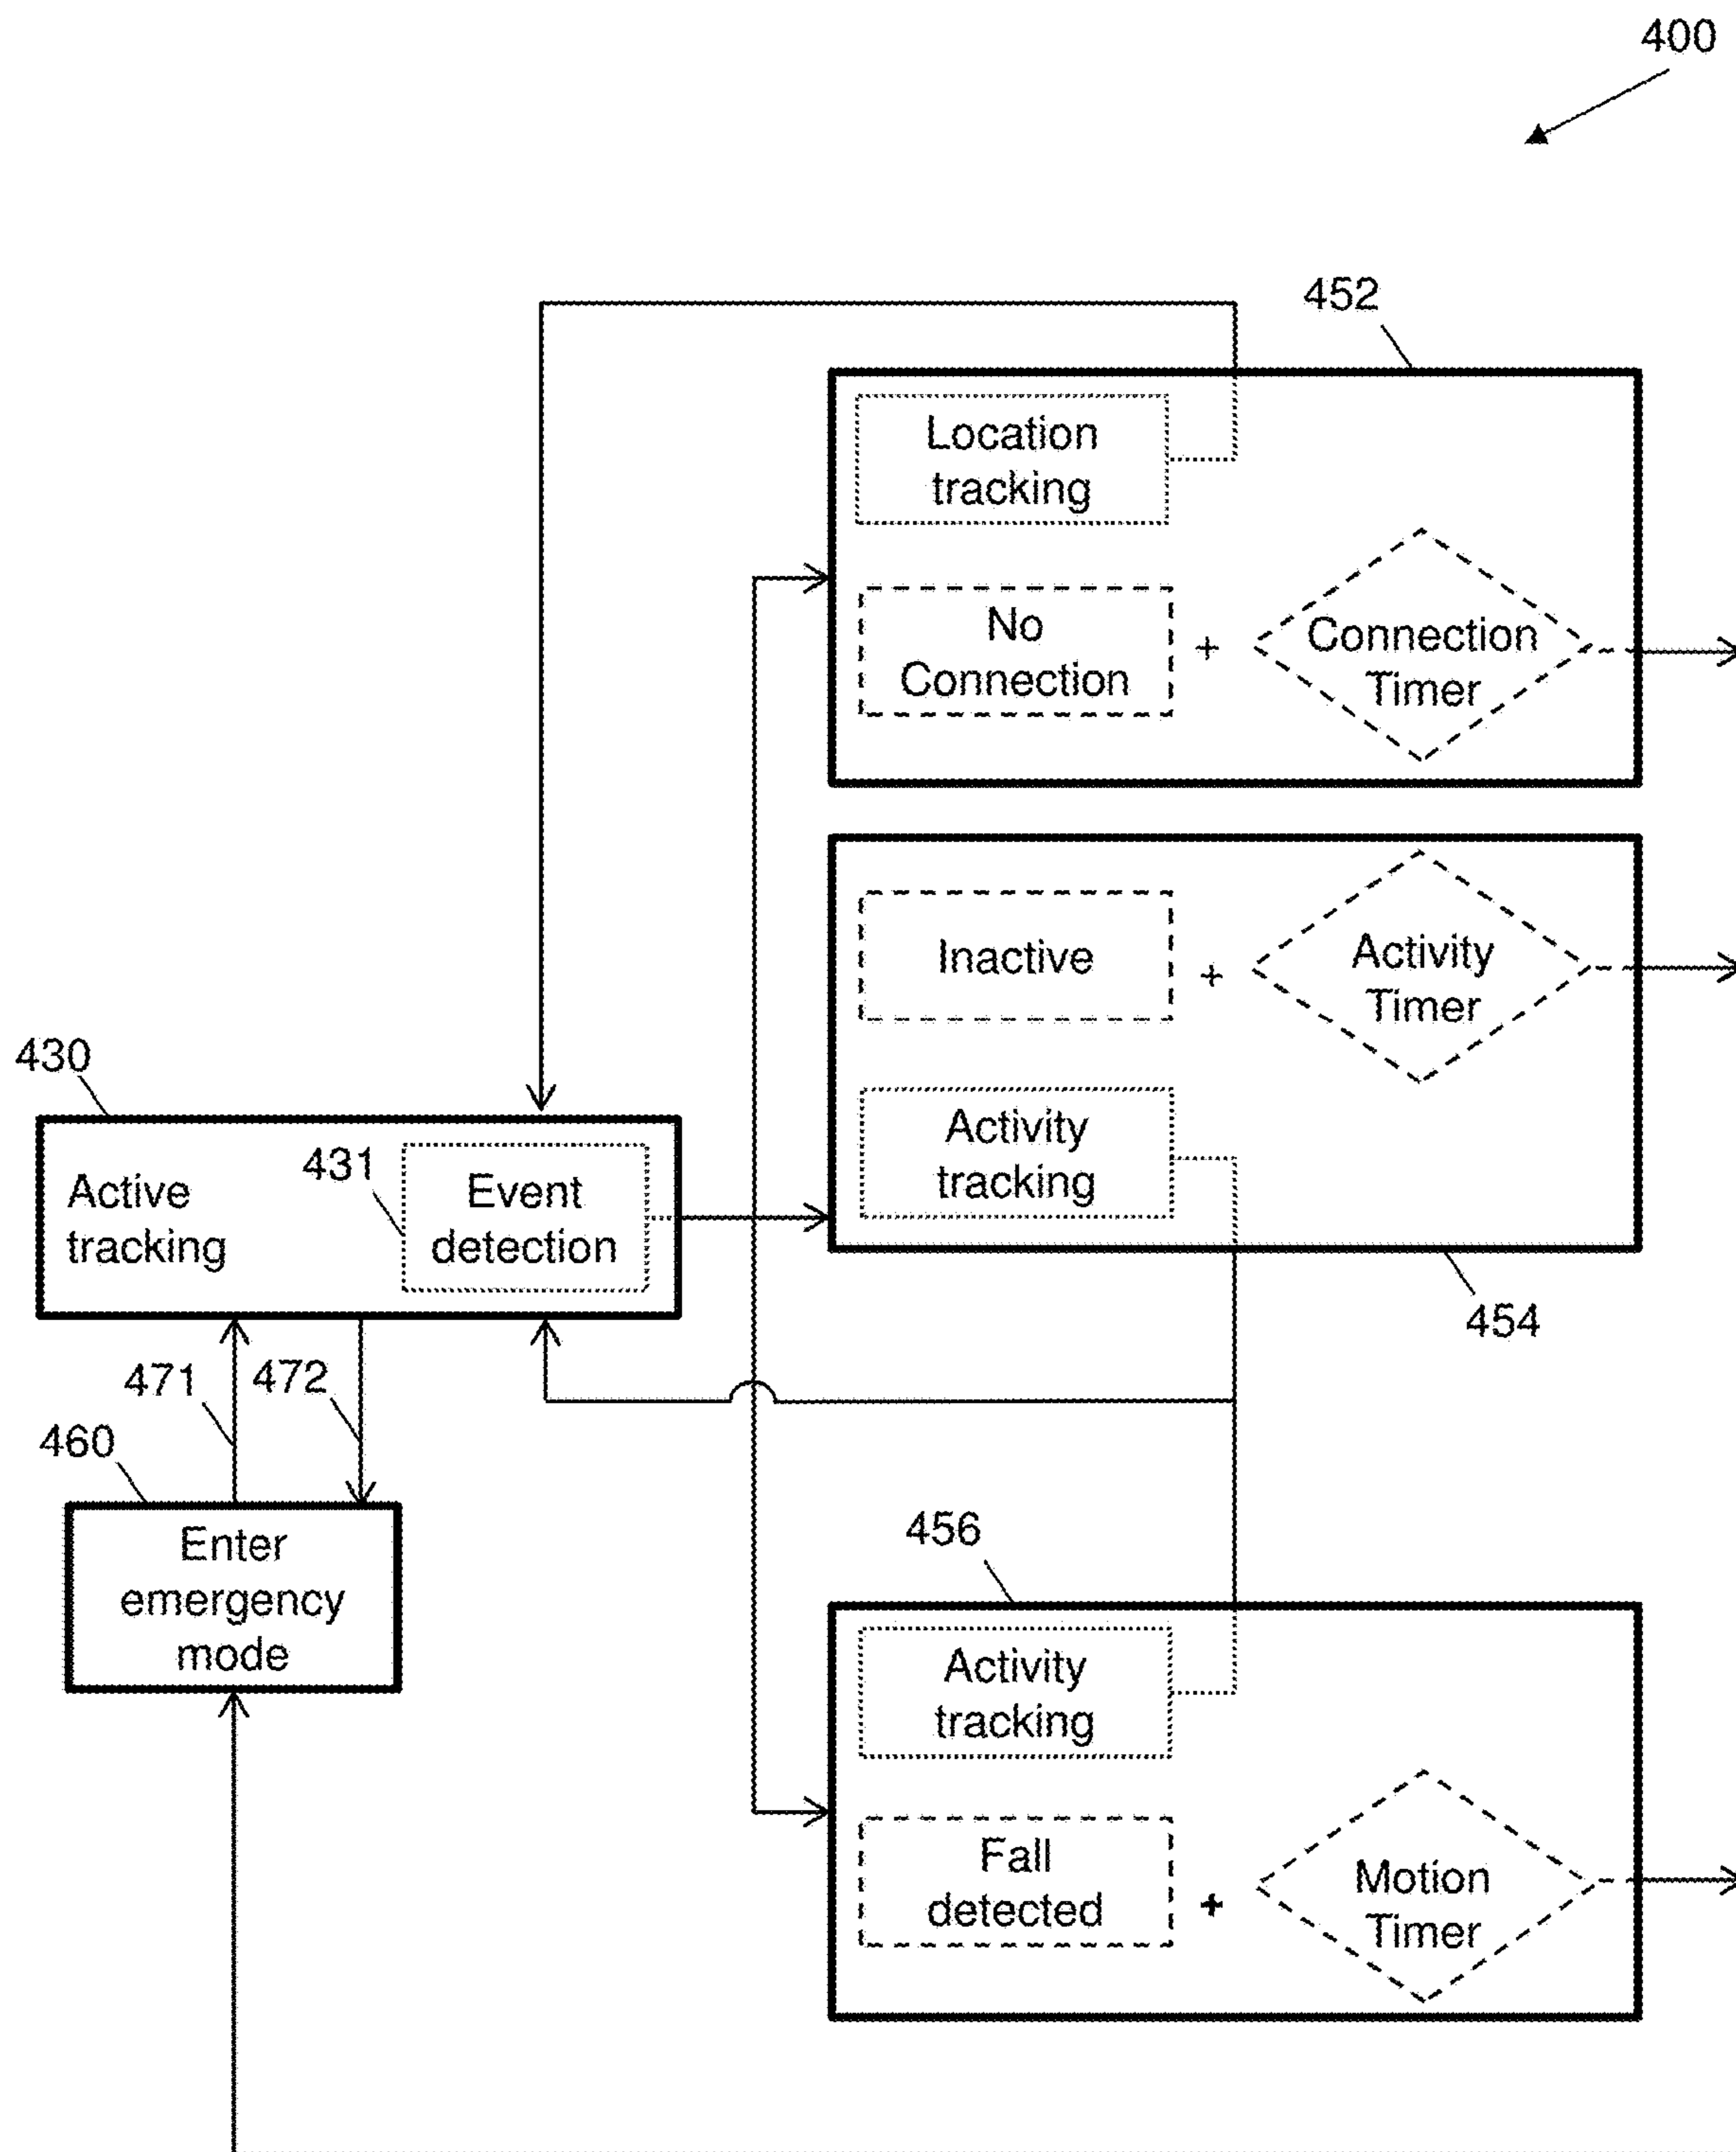 400
452
Location
tracking
No
Connection
+
Connection
Timer
Inactive
+
Activity
Timer
Activity
tracking
454
430
Active
tracking
431
Event
detection
471
472
460
Enter
emergency
mode
456
Activity
tracking
Fall
detected
+
Motion
Timer